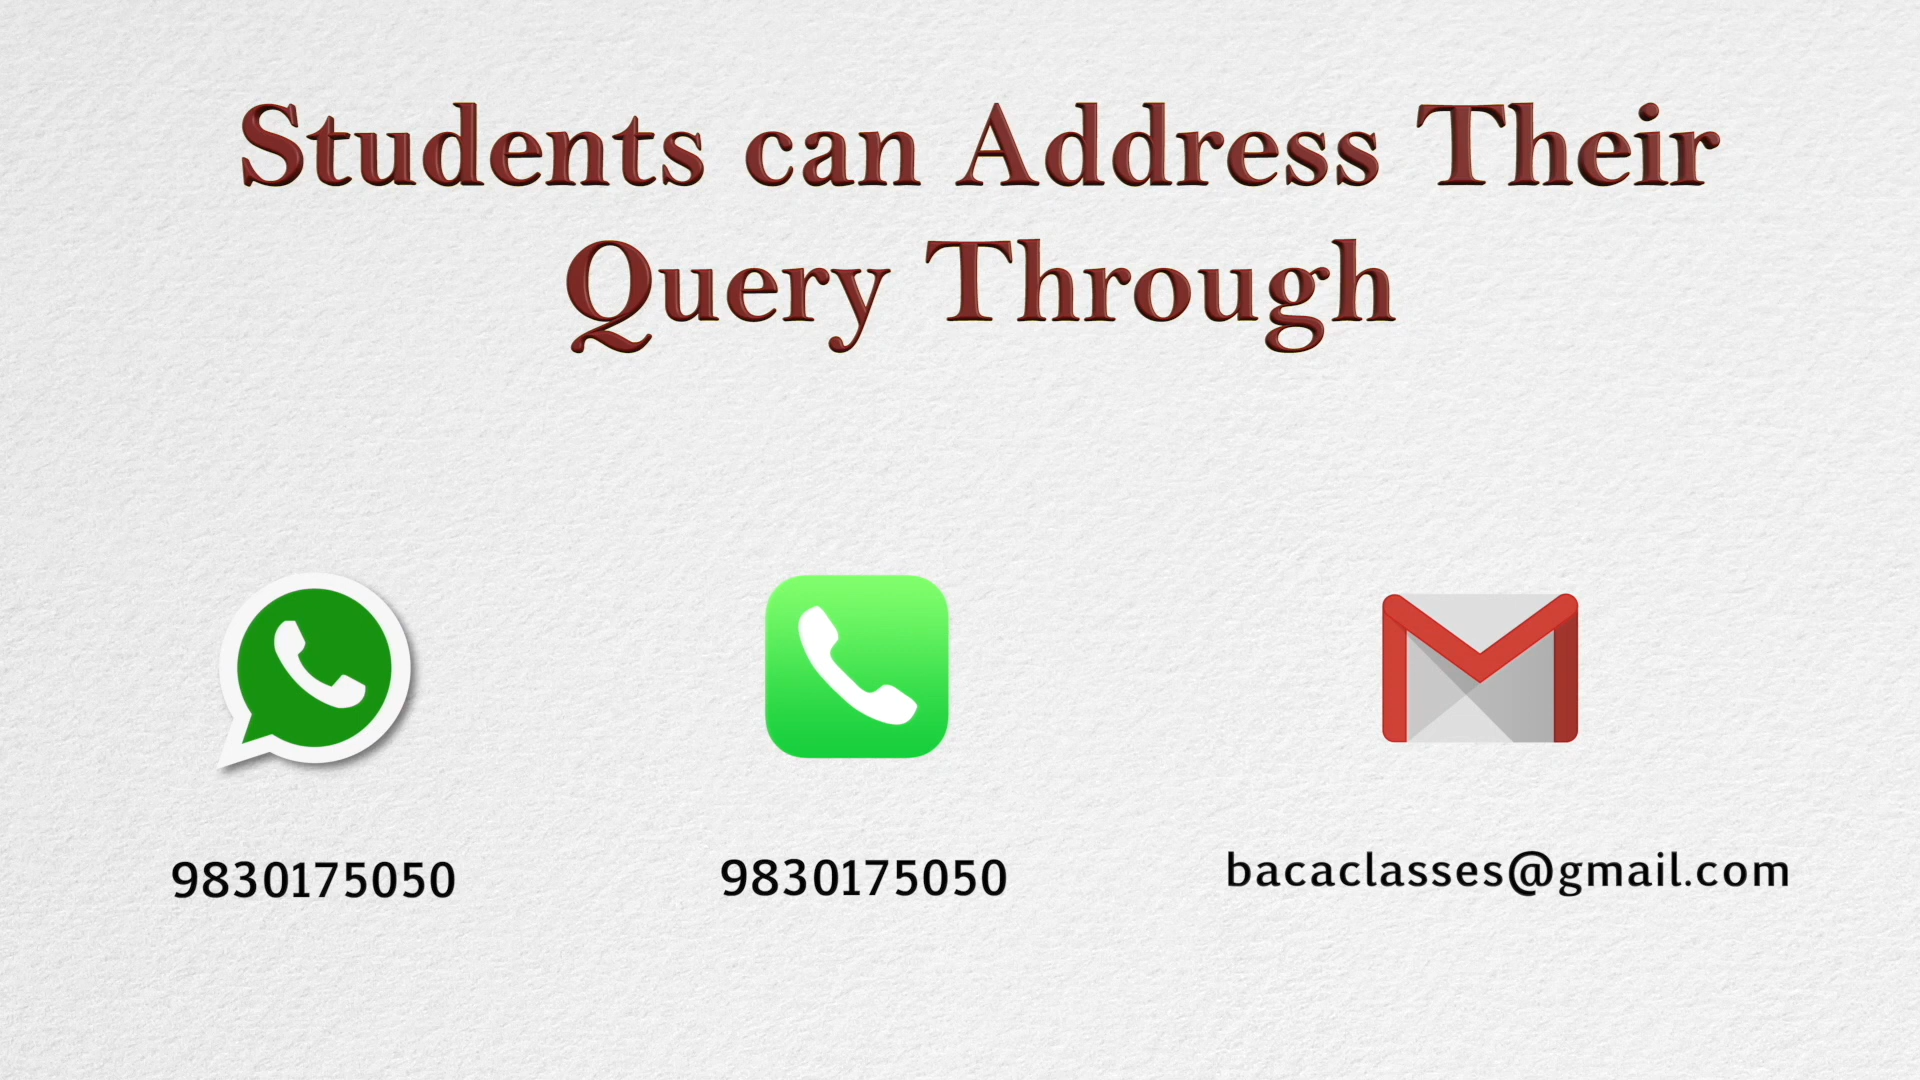 Students can Address Their
Query Through
9830175050
9830175050
bacaclasses@gmail.com